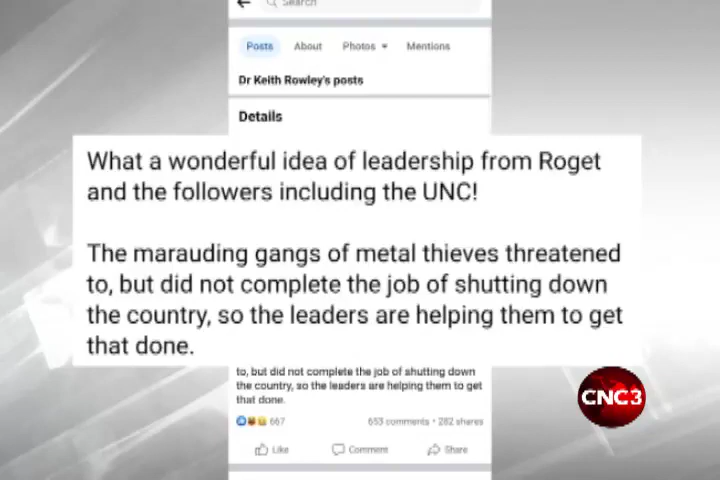 Search
Posts About Photos Mentions
Dr Keith Rowley's posts
Details
What a wonderful idea of leadership from Roget
and the followers including the UNC!
The marauding gangs of metal thieves threatened
to, but did not complete the job of shutting down
the country, so the leaders are helping them to get
that done.
to, but did not complete the job of shutting down
the country, so the leaders are helping them to get
that done.
667 653 comments • 282 shares
Like Comment Share
CNC3